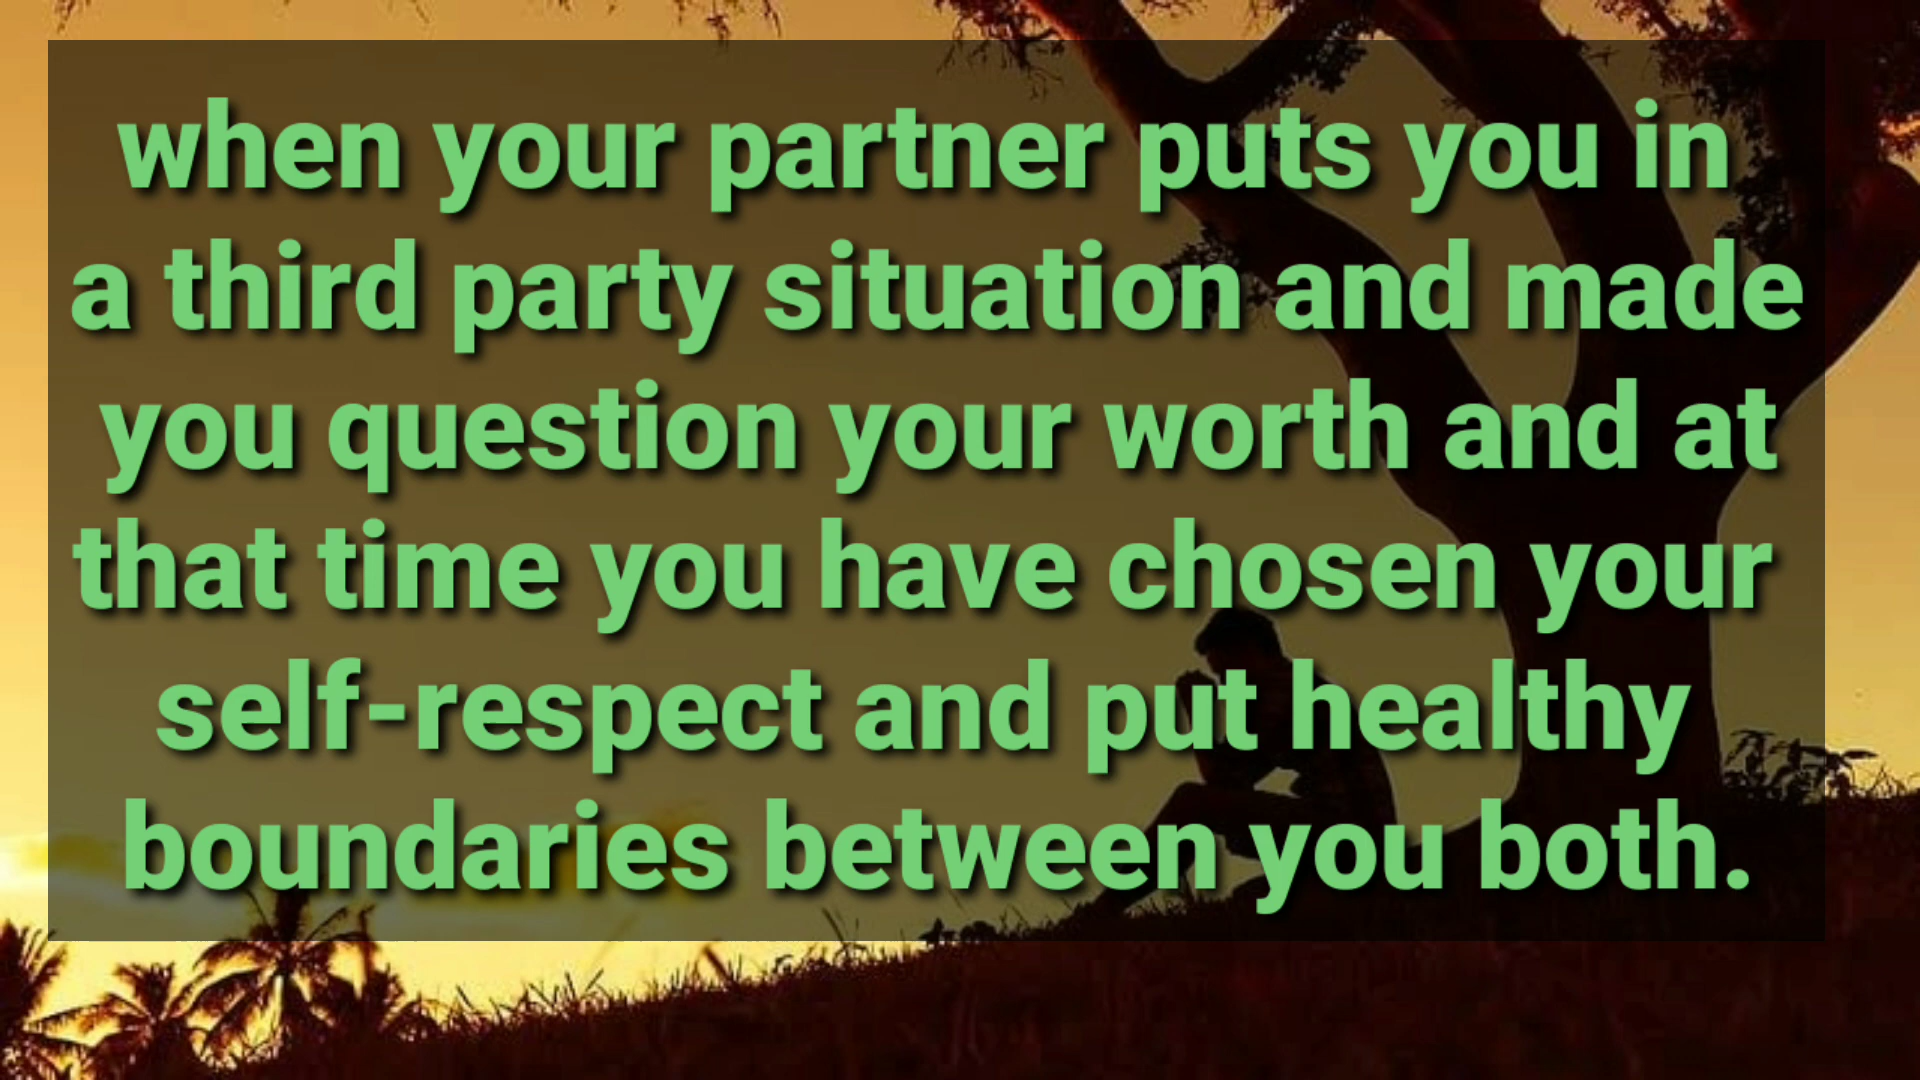 when your partner puts you in
a third party situation and made
you question your worth and at
that time you have chosen your
self-respect and put healthy
boundaries between you both.